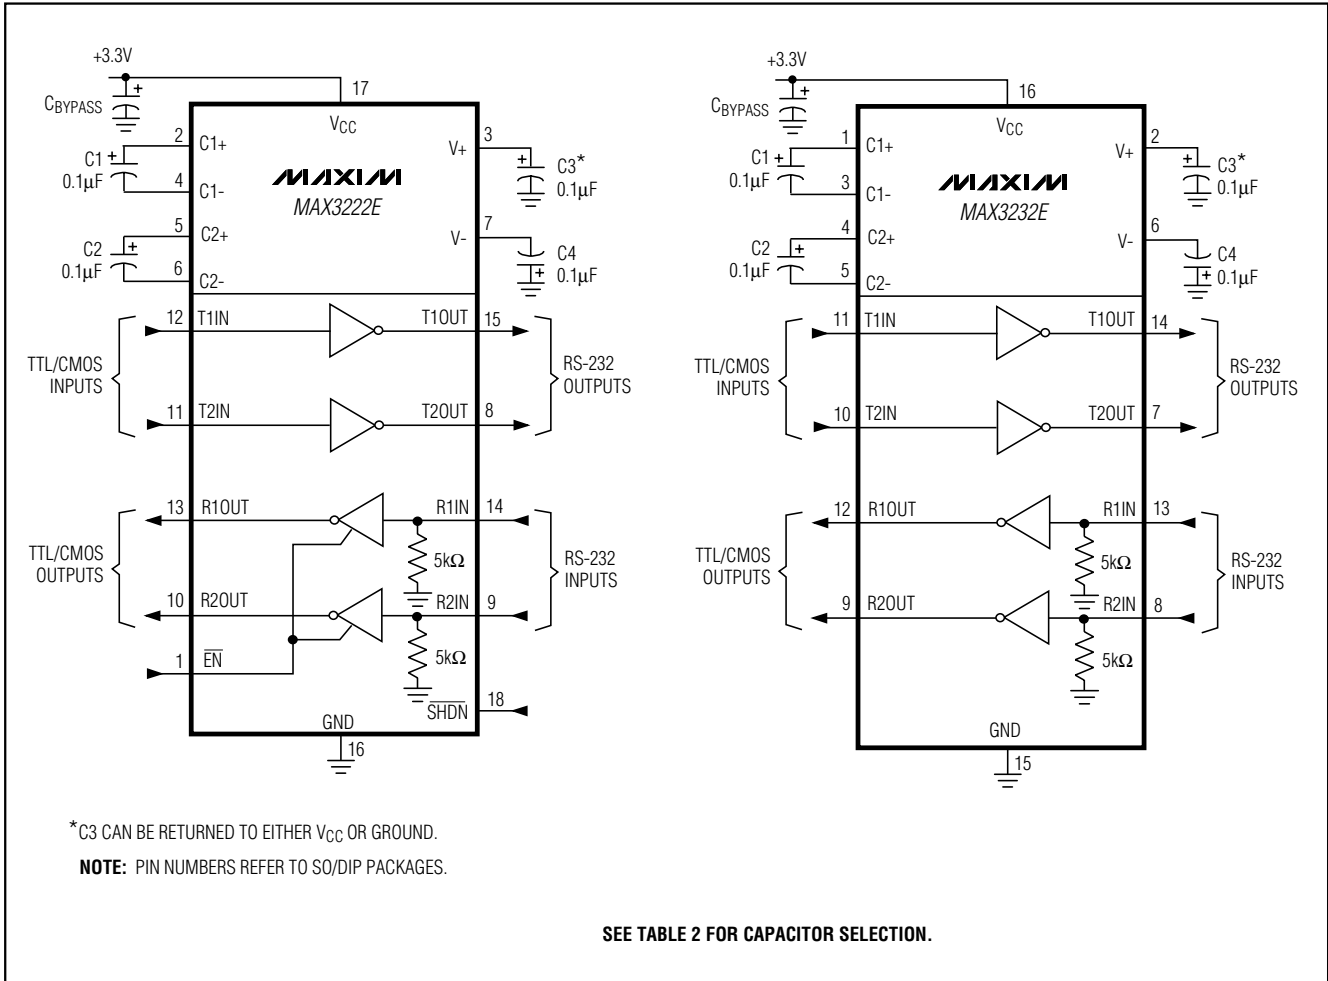 +3.3V
CBYPASS
17
VCC
2 C1+
C1
0.1µF
4 C1-
5 C2+
C2
0.1µF
6 C2-
MAXIM
MAX3222E
3
V+
C3*
0.1µF
7
V-
C4
0.1µF
12 T1IN T1OUT 15
TTL/CMOS
INPUTS
RS-232
OUTPUTS
11 T2IN T2OUT 8
13 R1OUT R1IN 14
5kΩ
TTL/CMOS
OUTPUTS
RS-232
INPUTS
10 R2OUT R2IN 9
5kΩ
1 EN
SHDN 18
GND
16
+3.3V
CBYPASS
16
VCC
1 C1+
C1
0.1µF
3 C1-
4 C2+
C2
0.1µF
5 C2-
MAXIM
MAX3232E
2
V+
C3*
0.1µF
6
V-
C4
0.1µF
11 T1IN T1OUT 14
TTL/CMOS
INPUTS
RS-232
OUTPUTS
10 T2IN T2OUT 7
12 R1OUT R1IN 13
5kΩ
TTL/CMOS
OUTPUTS
RS-232
INPUTS
9 R2OUT R2IN 8
5kΩ
GND
15
*C3 CAN BE RETURNED TO EITHER VCC OR GROUND.
NOTE: PIN NUMBERS REFER TO SO/DIP PACKAGES.
SEE TABLE 2 FOR CAPACITOR SELECTION.